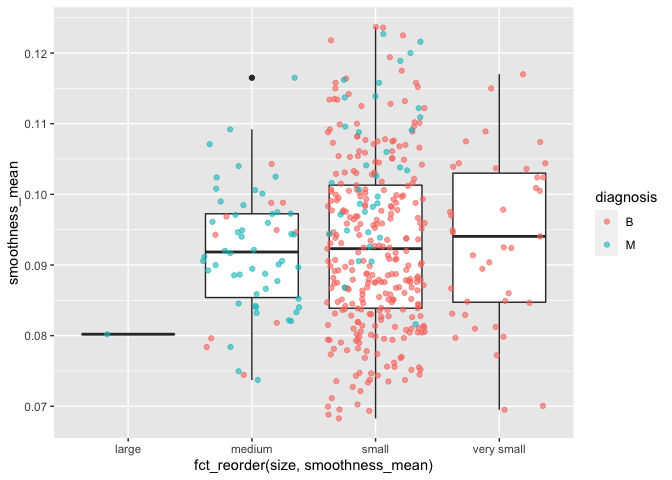 0.12
0.11
0.10
0.09
0.08
0.07
smoothness_mean
large medium small very small
fct_reorder(size, smoothness_mean)
diagnosis
B
M